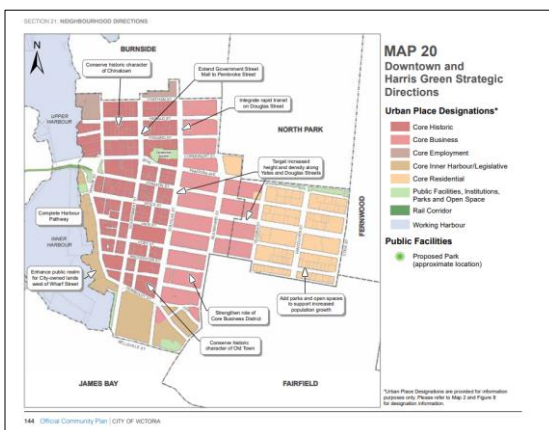 SECTION 21: NEIGHBOURHOOD DIRECTIONS
MAP 20
Downtown and
Harris Green Strategic
Directions
Urban Place Designations*
Core Historic
Core Business
Core Employment
Core Inner Harbour/Legislative
Core Residential
Public Facilities, Institutions,
Parks and Open Space
Rail Corridor
Working Harbour
Public Facilities
Proposed Park
(approximate location)
N
BURNSIDE
Conserve historic character
of Chinatown
Extend Government Street
Mall to Pembroke Street
Integrate rapid transit
on Douglas Street
UPPER
HARBOUR
NORTH PARK
Target increased
height and density along
Yates and Douglas Streets
Complete Harbour
Pathway
INNER
HARBOUR
FERNWOOD
Enhance public realm
for City-owned lands
west of Wharf Street
Add parks and open spaces
to support increased
population growth
Strengthen role of
Core Business District
Conserve historic
character of Old Town
BELLEVILLE ST
JAMES BAY
FAIRFIELD
*Urban Place Designations are provided for information
purposes only. Please refer to Map 2 and Figure 8
for designation information.
144 Official Community Plan | CITY OF VICTORIA